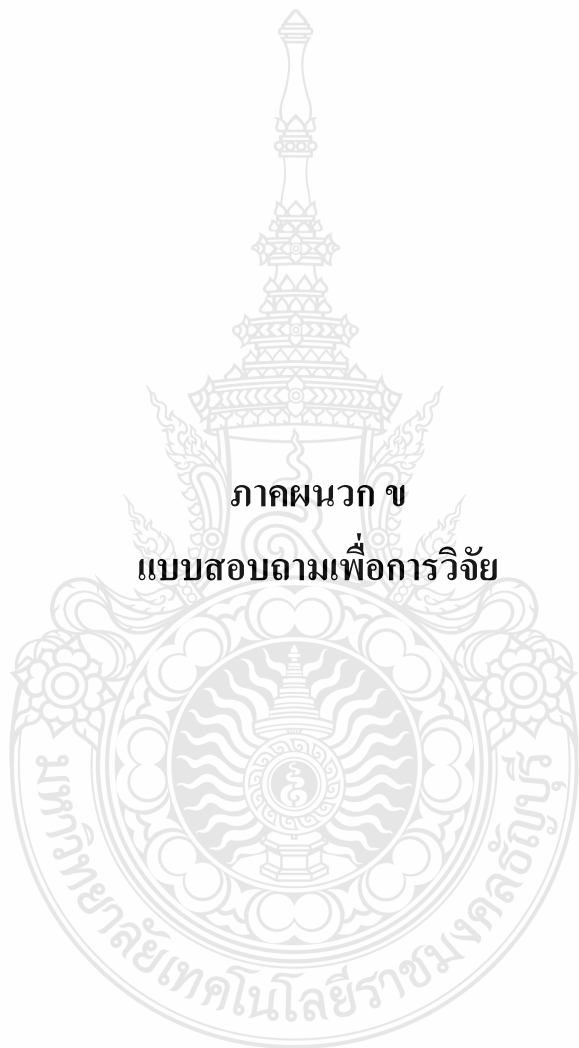 ภาคผนวก ข
แบบสอบถามเพื่อการวิจัย
มหาวิทยาลัยเทคโนโลยีราชมงคลธัญบุรี